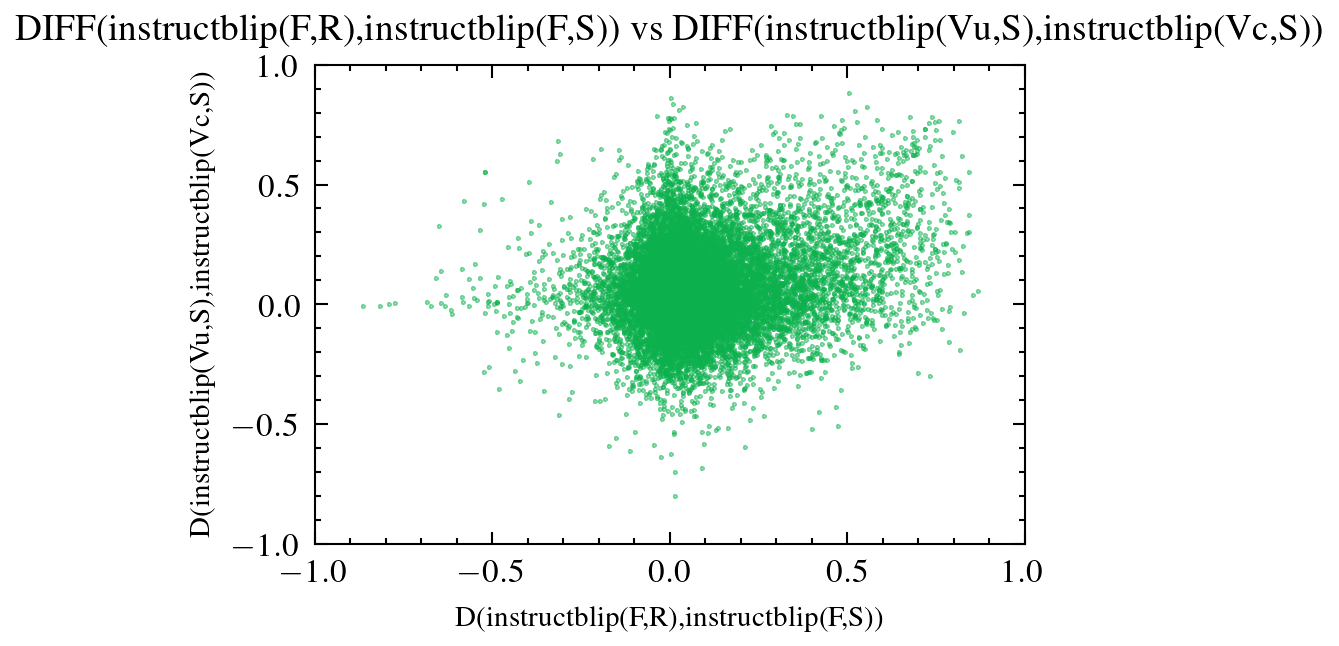 DIFF(instructblip(F,R),instructblip(F,S)) vs DIFF(instructblip(Vu,S),instructblip(Vc,S))
D(instructblip(Vu,S),instructblip(Vc,S))
1.0
0.5
0.0
−0.5
−1.0
−1.0 −0.5 0.0 0.5 1.0
D(instructblip(F,R),instructblip(F,S))